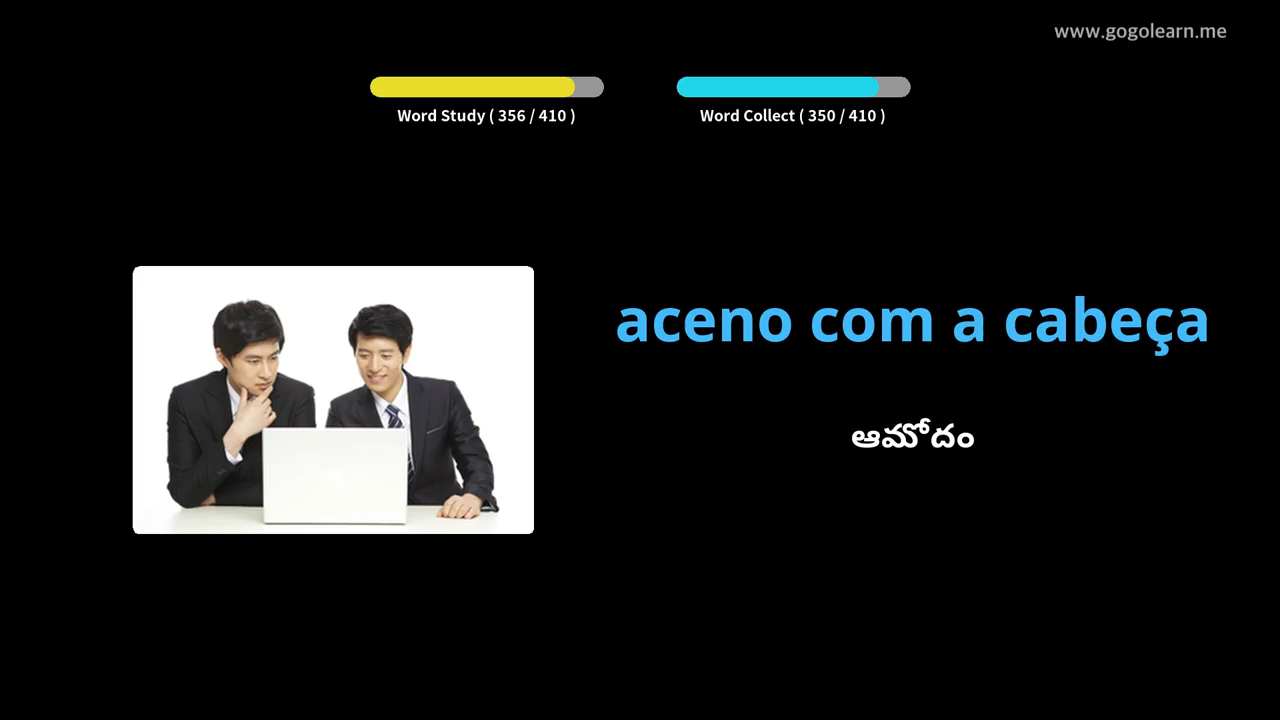 www.gogolearn.me
Word Study ( 356 / 410 )
Word Collect ( 350 / 410 )
aceno com a cabeça
ఆమోదం